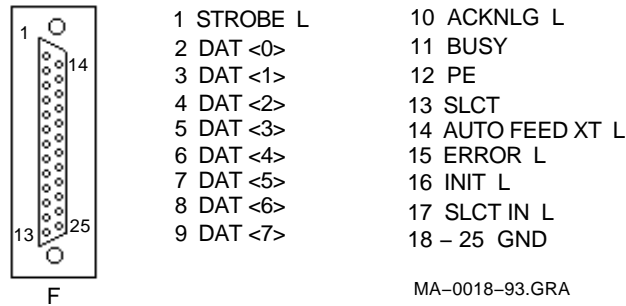 1
14
13
25
F
1 STROBE L
2 DAT <0>
3 DAT <1>
4 DAT <2>
5 DAT <3>
6 DAT <4>
7 DAT <5>
8 DAT <6>
9 DAT <7>
10 ACKNLG L
11 BUSY
12 PE
13 SLCT
14 AUTO FEED XT L
15 ERROR L
16 INIT L
17 SLCT IN L
18 – 25 GND
MA–0018–93.GRA